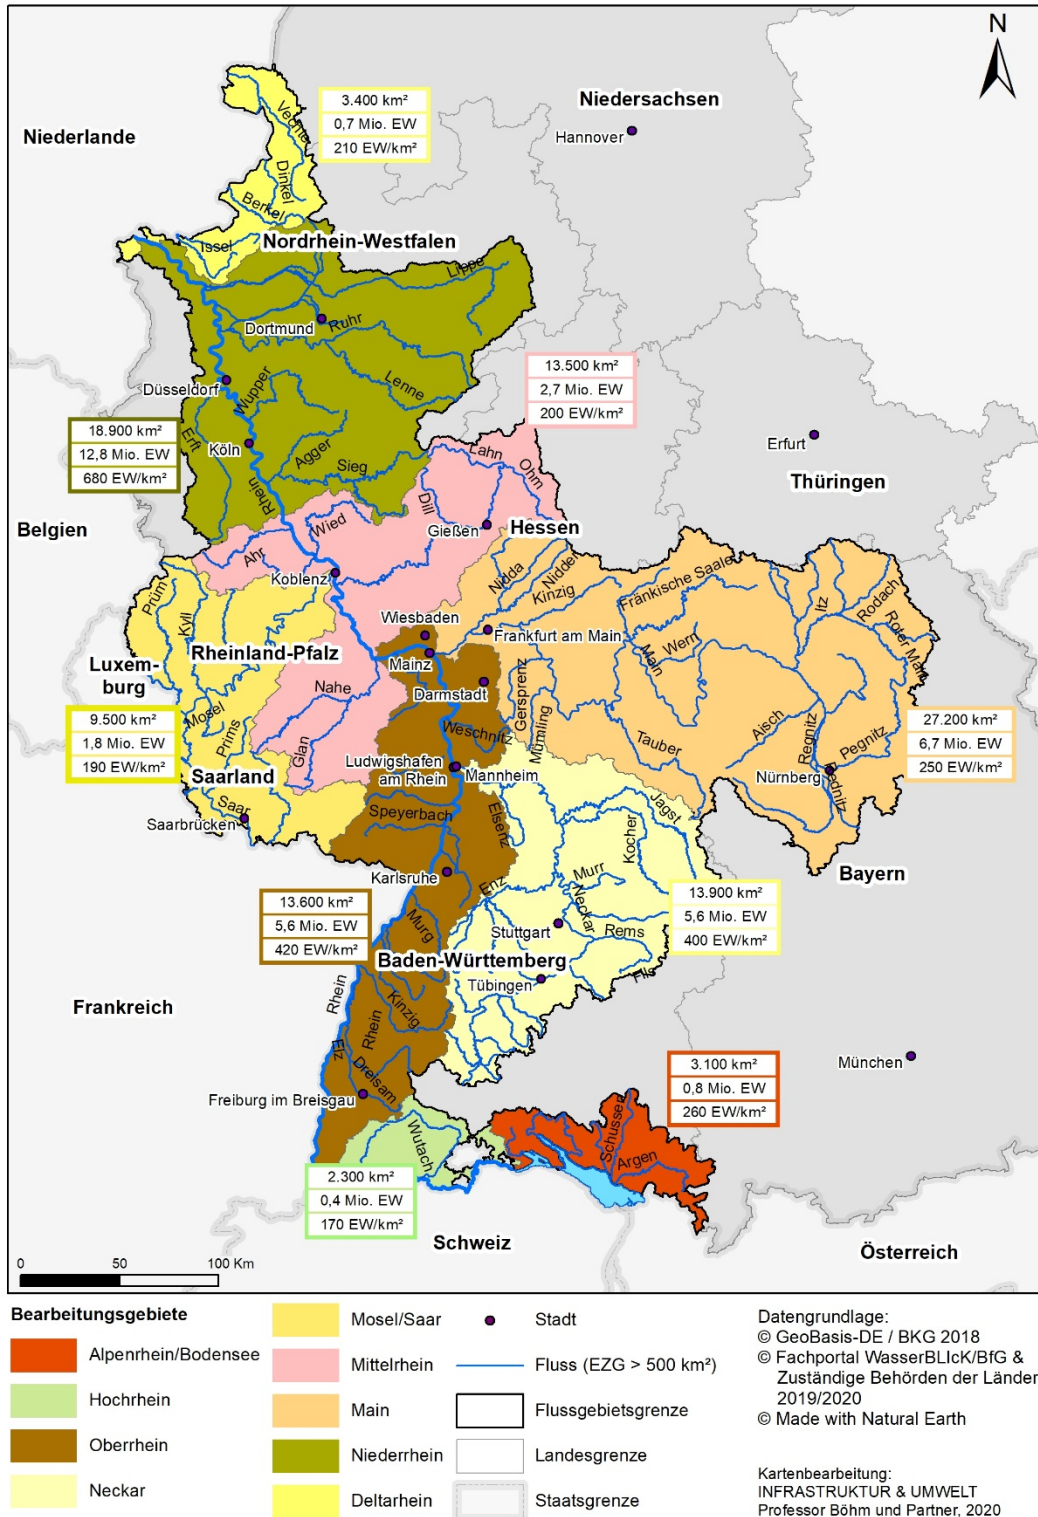 N
Niedersachsen
Hannover
Niederlande
3.400 km²
0,7 Mio. EW
210 EW/km²
Vechte
Dinkel
Berkel
Issel
Nordrhein-Westfalen
Lippe
Dortmund
Ruhr
Düsseldorf
Wupper
Lenne
13.500 km²
2,7 Mio. EW
200 EW/km²
18.900 km²
12,8 Mio. EW
680 EW/km²
Erft
Köln
Agger
Sieg
Rhein
Erfurt
Thüringen
Belgien
Lahn
Ohm
Dill
Wied
Gießen
Hessen
Ahr
Koblenz
Nidda
Nidder
Kinzig
Fränkische Saale
Itz
Rodach
Roter Main
Prüm
Kyll
Wiesbaden
Frankfurt am Main
Rheinland-Pfalz
Mainz
Main
Wern
Luxem-
burg
Nahe
Darmstadt
Gersprenz
Mümling
9.500 km²
1,8 Mio. EW
190 EW/km²
Mosel
Prims
Glan
Weschnitz
Tauber
Aisch
Regnitz
Pegnitz
27.200 km²
6,7 Mio. EW
250 EW/km²
Saarland
Ludwigshafen
am Rhein
Mannheim
Nürnberg
Rednitz
Saar
Saarbrücken
Speyerbach
Elsenz
Jagst
Kocher
Karlsruhe
Enz
Murr
Bayern
13.600 km²
5,6 Mio. EW
420 EW/km²
Murg
Neckar
Stuttgart
Rems
13.900 km²
5,6 Mio. EW
400 EW/km²
Baden-Württemberg
Tübingen
Fils
Frankreich
Rhein
Kinzig
Rhein
Elz
Dreisam
Freiburg im Breisgau
München
3.100 km²
0,8 Mio. EW
260 EW/km²
Schussen
Argen
Wutach
2.300 km²
0,4 Mio. EW
170 EW/km²
Schweiz
Österreich
0 50 100 Km
Bearbeitungsgebiete
Alpenrhein/Bodensee
Hochrhein
Oberrhein
Neckar
Mosel/Saar
Mittelrhein
Main
Niederrhein
Deltarhein
Stadt
Fluss (EZG > 500 km²)
Flussgebietsgrenze
Landesgrenze
Staatsgrenze
Datengrundlage:
© GeoBasis-DE / BKG 2018
© Fachportal WasserBLIcK/BfG &
Zuständige Behörden der Länder
2019/2020
© Made with Natural Earth
Kartenbearbeitung:
INFRASTRUKTUR & UMWELT
Professor Böhm und Partner, 2020